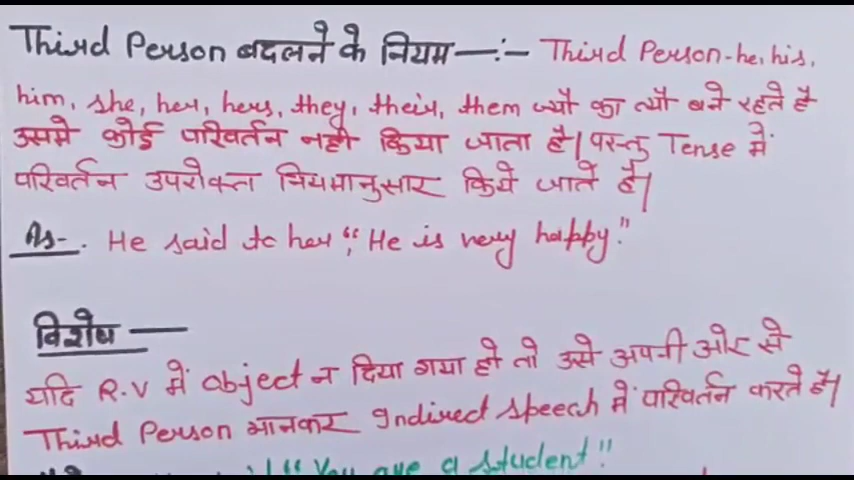 Third Person बदलने के नियम —:- Third Person-he, his,
him, she, her, hers, they, their, them ज्यौ का त्यौ बने रहते है
उसमे कोई परिवर्तन नही किया जाता है। परन्तु Tense में
परिवर्तन उपरोक्त नियमानुसार किये जाते है।
As-. He said to her, "He is very happy."
विशेष —
यदि R.V में object न दिया गया हो तो उसे अपनी ओर से
Third Person मानकर Indirect speech में परिवर्तन करते है।
"You are a student"